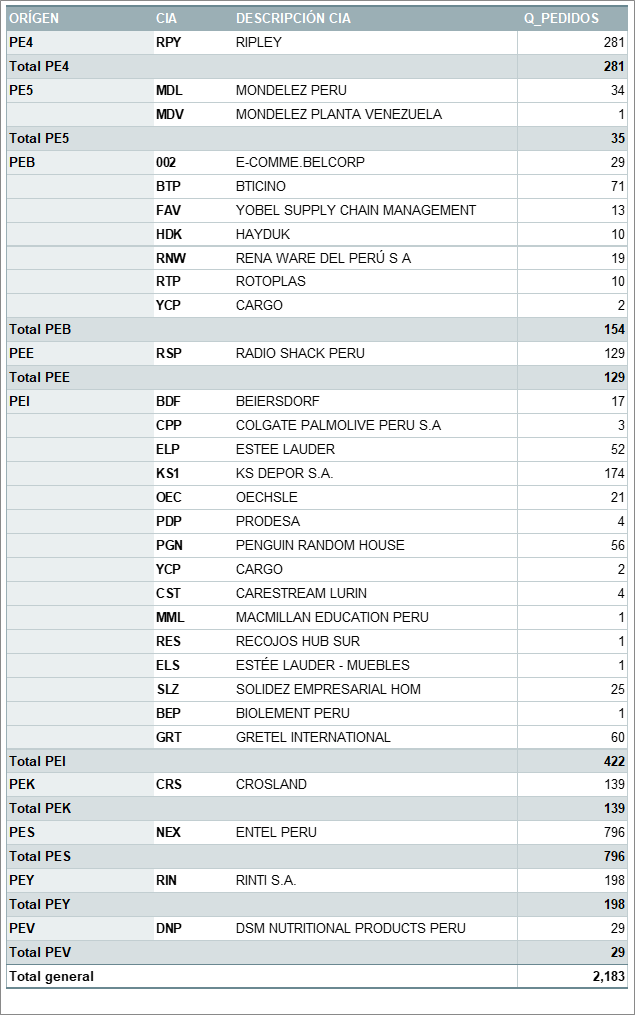 ORÍGEN CIA DESCRIPCIÓN CIA Q_PEDIDOS
PE4 RPY RIPLEY 281
Total PE4 281
PE5 MDL MONDELEZ PERU 34
MDV MONDELEZ PLANTA VENEZUELA 1
Total PE5 35
PEB 002 E-COMME.BELCORP 29
BTP BTICINO 71
FAV YOBEL SUPPLY CHAIN MANAGEMENT 13
HDK HAYDUK 10
RNW RENA WARE DEL PERÚ S A 19
RTP ROTOPLAS 10
YCP CARGO 2
Total PEB 154
PEE RSP RADIO SHACK PERU 129
Total PEE 129
PEI BDF BEIERSDORF 17
CPP COLGATE PALMOLIVE PERU S.A 3
ELP ESTEE LAUDER 52
KS1 KS DEPOR S.A. 174
OEC OECHSLE 21
PDP PRODESA 4
PGN PENGUIN RANDOM HOUSE 56
YCP CARGO 2
CST CARESTREAM LURIN 4
MML MACMILLAN EDUCATION PERU 1
RES RECOJOS HUB SUR 1
ELS ESTÉE LAUDER - MUEBLES 1
SLZ SOLIDEZ EMPRESARIAL HOM 25
BEP BIOLEMENT PERU 1
GRT GRETEL INTERNATIONAL 60
Total PEI 422
PEK CRS CROSLAND 139
Total PEK 139
PES NEX ENTEL PERU 796
Total PES 796
PEY RIN RINTI S.A. 198
Total PEY 198
PEV DNP DSM NUTRITIONAL PRODUCTS PERU 29
Total PEV 29
Total general 2,183